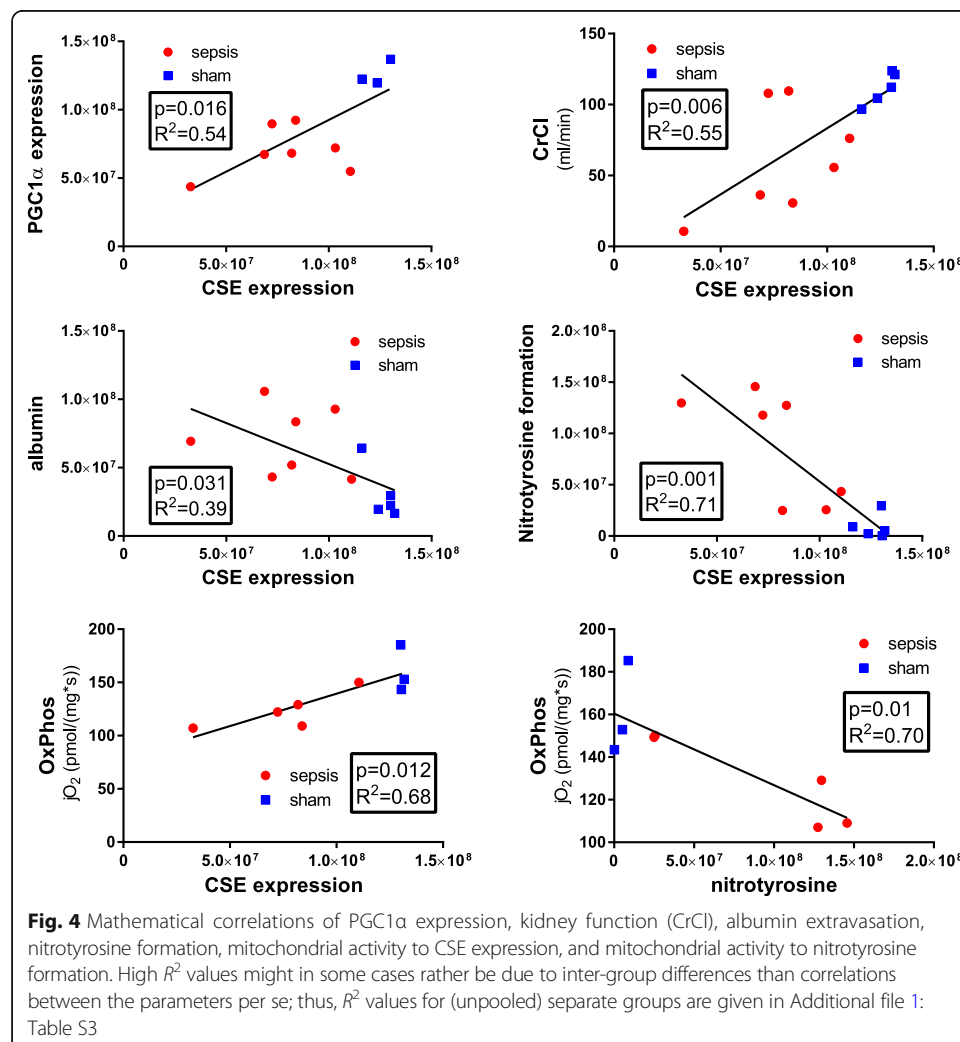 1.5×10⁸
1.0×10⁸
5.0×10⁷
0
PGC1α expression
sepsis
sham
p=0.016
R²=0.54
0
5.0×10⁷
1.0×10⁸
1.5×10⁸
CSE expression
150
100
50
0
CrCl
(ml/min)
sepsis
sham
p=0.006
R²=0.55
0
5.0×10⁷
1.0×10⁸
1.5×10⁸
CSE expression
1.5×10⁸
1.0×10⁸
5.0×10⁷
0
albumin
sepsis
sham
p=0.031
R²=0.39
0
5.0×10⁷
1.0×10⁸
1.5×10⁸
CSE expression
2.0×10⁸
1.5×10⁸
1.0×10⁸
5.0×10⁷
0
Nitrotyrosine formation
sepsis
sham
p=0.001
R²=0.71
0
5.0×10⁷
1.0×10⁸
1.5×10⁸
CSE expression
200
150
100
50
0
OxPhos
jO₂ (pmol/(mg*s))
sepsis
sham
p=0.012
R²=0.68
0
5.0×10⁷
1.0×10⁸
1.5×10⁸
CSE expression
200
180
160
140
120
100
OxPhos
jO₂ (pmol/(mg*s))
sepsis
sham
p=0.01
R²=0.70
0
5.0×10⁷
1.0×10⁸
1.5×10⁸
2.0×10⁸
nitrotyrosine
Fig. 4 Mathematical correlations of PGC1α expression, kidney function (CrCl), albumin extravasation,
nitrotyrosine formation, mitochondrial activity to CSE expression, and mitochondrial activity to nitrotyrosine
formation. High R² values might in some cases rather be due to inter-group differences than correlations
between the parameters per se; thus, R² values for (unpooled) separate groups are given in Additional file 1:
Table S3